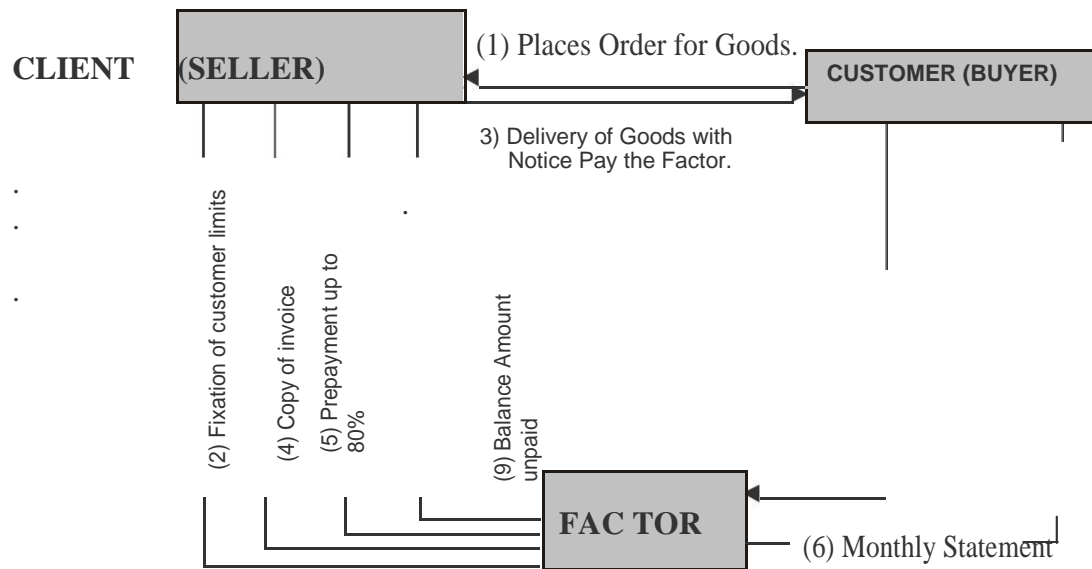 (1) Places Order for Goods.
CLIENT (SELLER)
CUSTOMER (BUYER)
3) Delivery of Goods with
Notice Pay the Factor.
.
.
.
.
(2) Fixation of customer limits
(4) Copy of invoice
(5) Prepayment up to
80%
(9) Balance Amount
unpaid
FAC TOR
(6) Monthly Statement